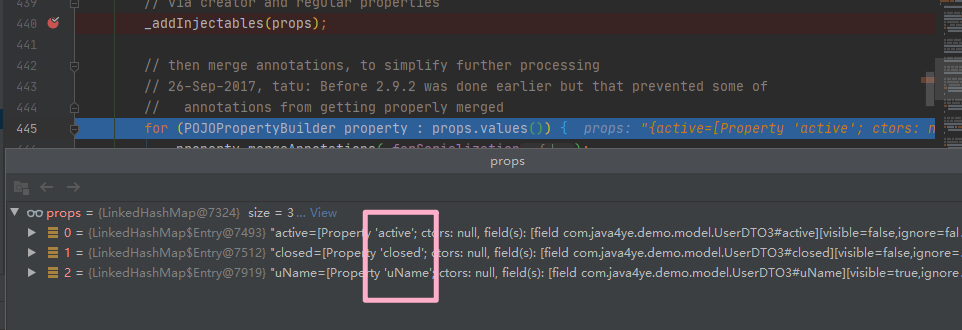 439 // via creator and regular properties
440 _addInjectables(props);
441
442 // then merge annotations, to simplify further processing
443 // 26-Sep-2017, tatu: Before 2.9.2 was done earlier but that prevented some of
444 // annotations from getting properly merged
445 for (POJOPropertyBuilder property : props.values()) { props: "{active=[Property 'active'; ctors: n
property.mergeAnnotations(_forSerialization
props
props = {LinkedHashMap@7324} size = 3 ... View
0 = {LinkedHashMap$Entry@7493} "active=[Property 'active'; ctors: null, field(s): [field com.java4ye.demo.model.UserDTO3#active][visible=false,ignore=fal...
1 = {LinkedHashMap$Entry@7512} "closed=[Property 'closed'; ctors: null, field(s): [field com.java4ye.demo.model.UserDTO3#closed][visible=false,ignore...
2 = {LinkedHashMap$Entry@7919} "uName=[Property 'uName'; ctors: null, field(s): [field com.java4ye.demo.model.UserDTO3#uName][visible=true,ignore...